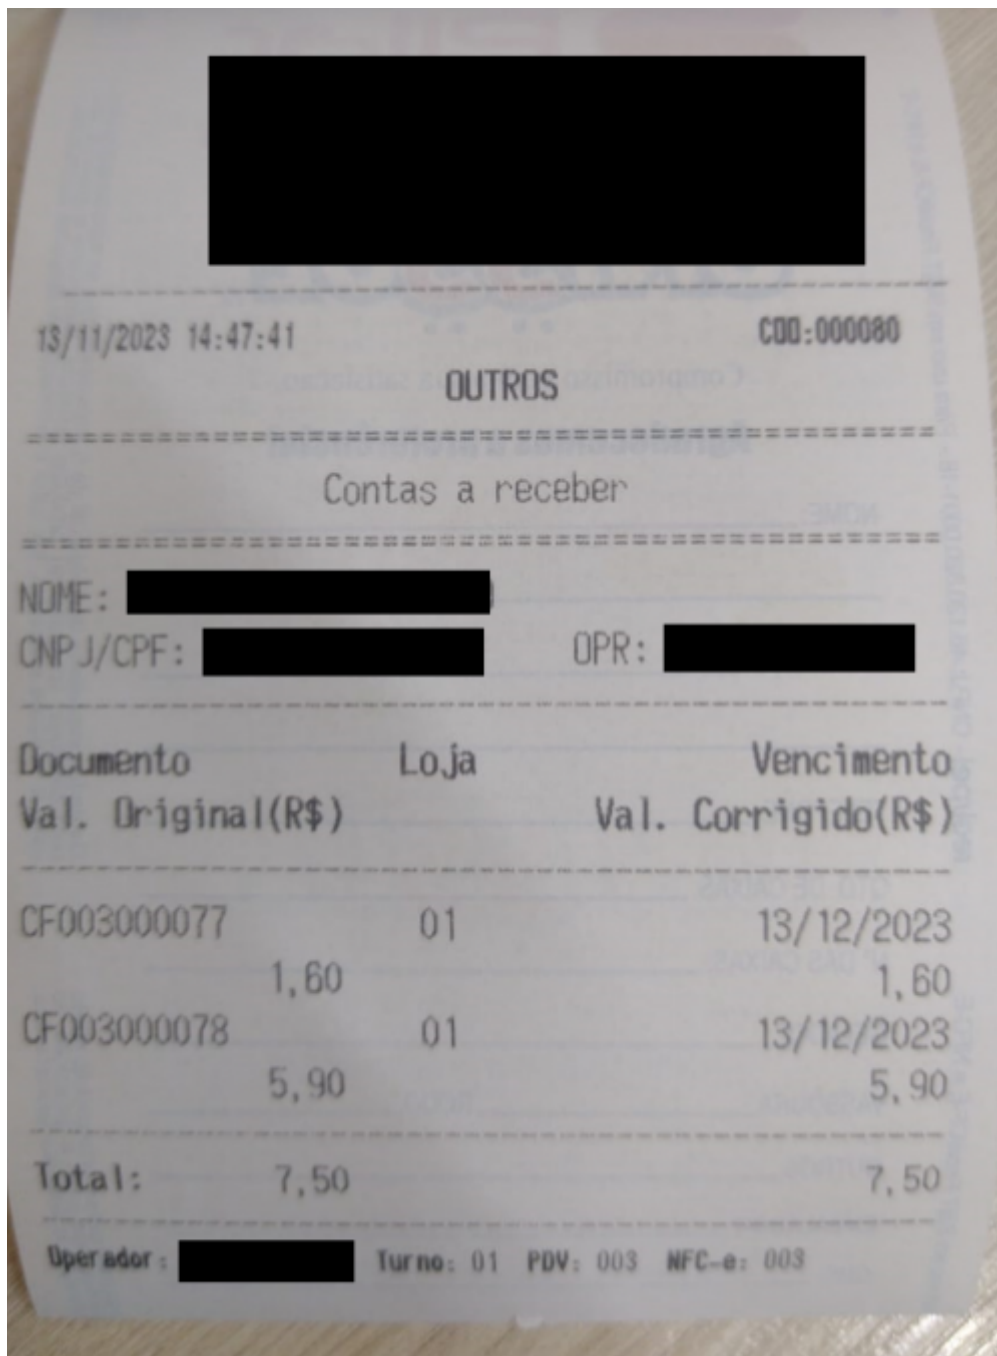 13/11/2023 14:47:41 COO:000080
OUTROS
================================================
Contas a receber
================================================
NOME:
CNPJ/CPF: OPR:
Documento Loja Vencimento
Val. Original(R$) Val. Corrigido(R$)
CF003000077 01 13/12/2023
1,60 1,60
CF003000078 01 13/12/2023
5,90 5,90
Total: 7,50 7,50
Operador: Turno: 01 PDV: 003 NFC-e: 003